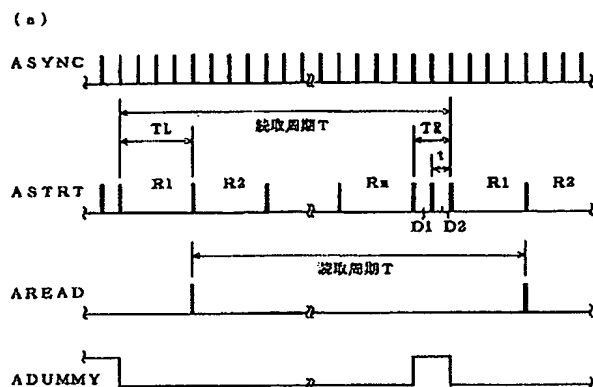 (a)
ASYNC
読取周期T
TL
TR
t
ASTRT
R1
R2
Rn
R1
R2
D1
D2
読取周期T
AREAD
ADUMMY